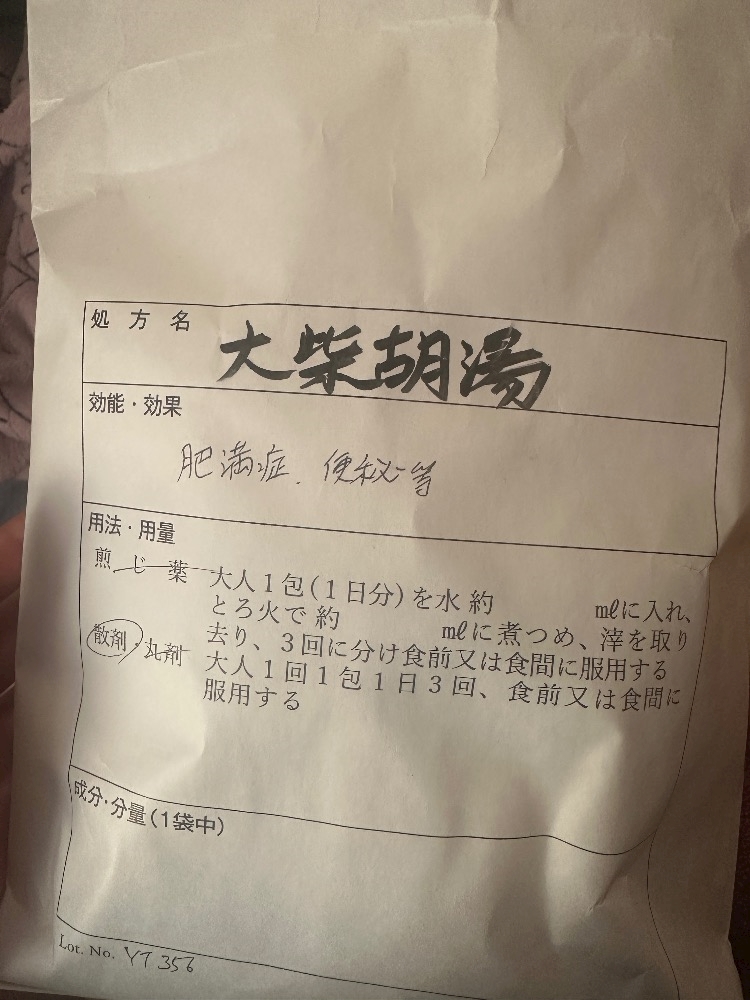 処方名
大柴胡湯
効能・効果
肥満症、便秘等
用法・用量
煎じ薬
大人1包(1日分)を水約 mlに入れ、
とろ火で約 mlに煮つめ、滓を取り
去り、3回に分け食前又は食間に服用する
散剤・丸剤
大人1回1包1日3回、食前又は食間に
服用する
成分・分量(1袋中)
Lot. No. YT 356